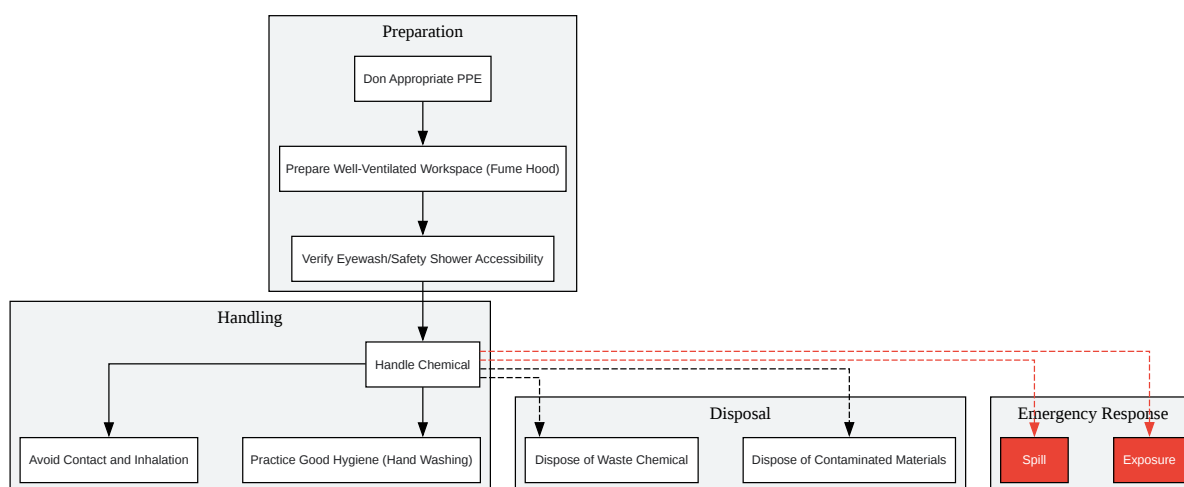 Preparation
Don Appropriate PPE
Prepare Well-Ventilated Workspace (Fume Hood)
Verify Eyewash/Safety Shower Accessibility
Handling
Handle Chemical
Avoid Contact and Inhalation
Practice Good Hygiene (Hand Washing)
Disposal
Dispose of Waste Chemical
Dispose of Contaminated Materials
Emergency Response
Spill
Exposure